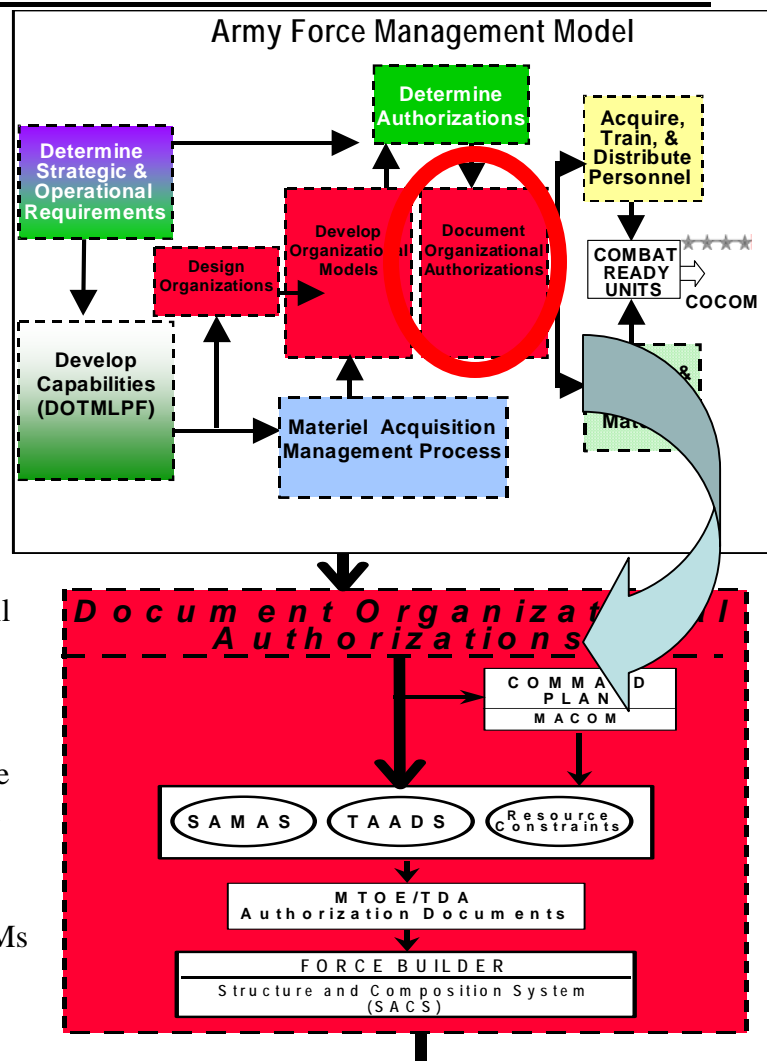 Army Force Management Model
Determine
Authorizations
Acquire,
Train, &
Distribute
Personnel
Determine
Strategic &
Operational
Requirements
Develop
Organizational
Models
Document
Organizational
Authorizations
Design
Organizations
COMBAT
READY
UNITS
COCOM
Develop
Capabilities
(DOTMLPF)
Materiel Acquisition
Management Process
&
Document Organizational
Authorizations
COMMAND
PLAN
MACOM
SAMAS
TAADS
Resource
Constraints
MTOE/TDA
Authorization Documents
FORCE BUILDER
Structure and Composition System
(SACS)